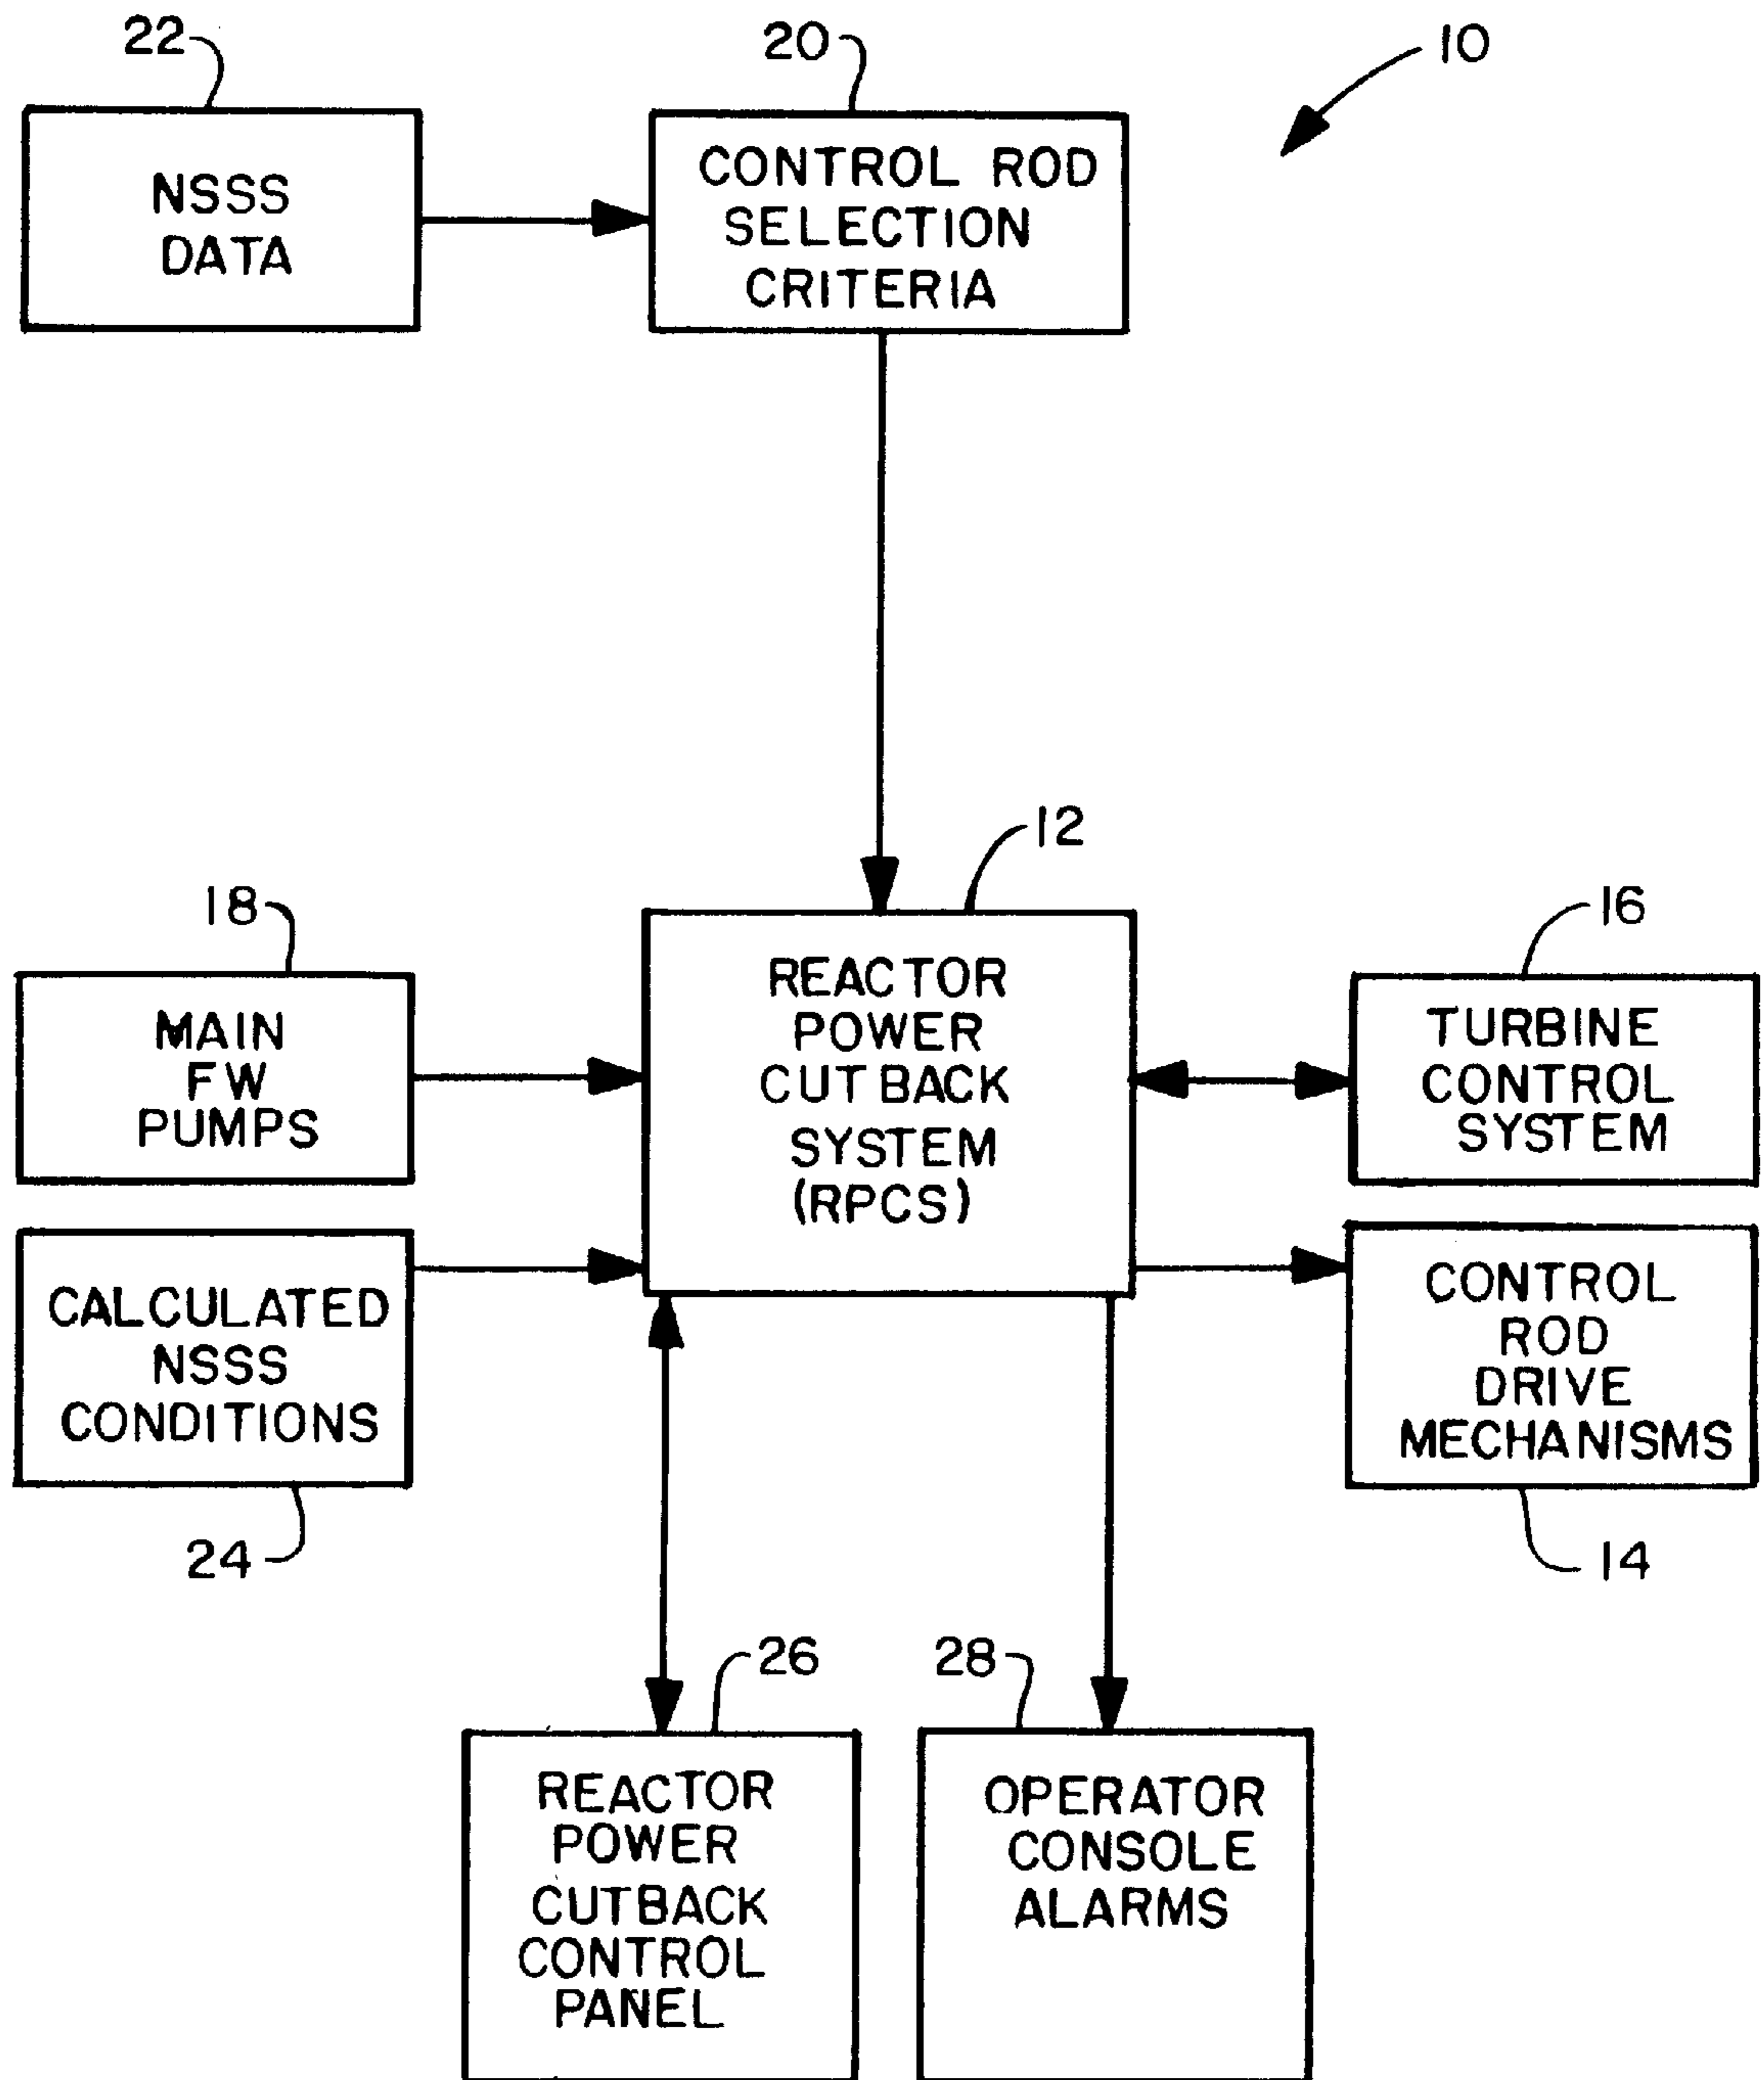 22
20
10
NSSS
DATA
CONTROL ROD
SELECTION
CRITERIA
12
18
16
MAIN
FW
PUMPS
REACTOR
POWER
CUTBACK
SYSTEM
(RPCS)
TURBINE
CONTROL
SYSTEM
CALCULATED
NSSS
CONDITIONS
CONTROL
ROD
DRIVE
MECHANISMS
24
14
26
28
REACTOR
POWER
CUTBACK
CONTROL
PANEL
OPERATOR
CONSOLE
ALARMS